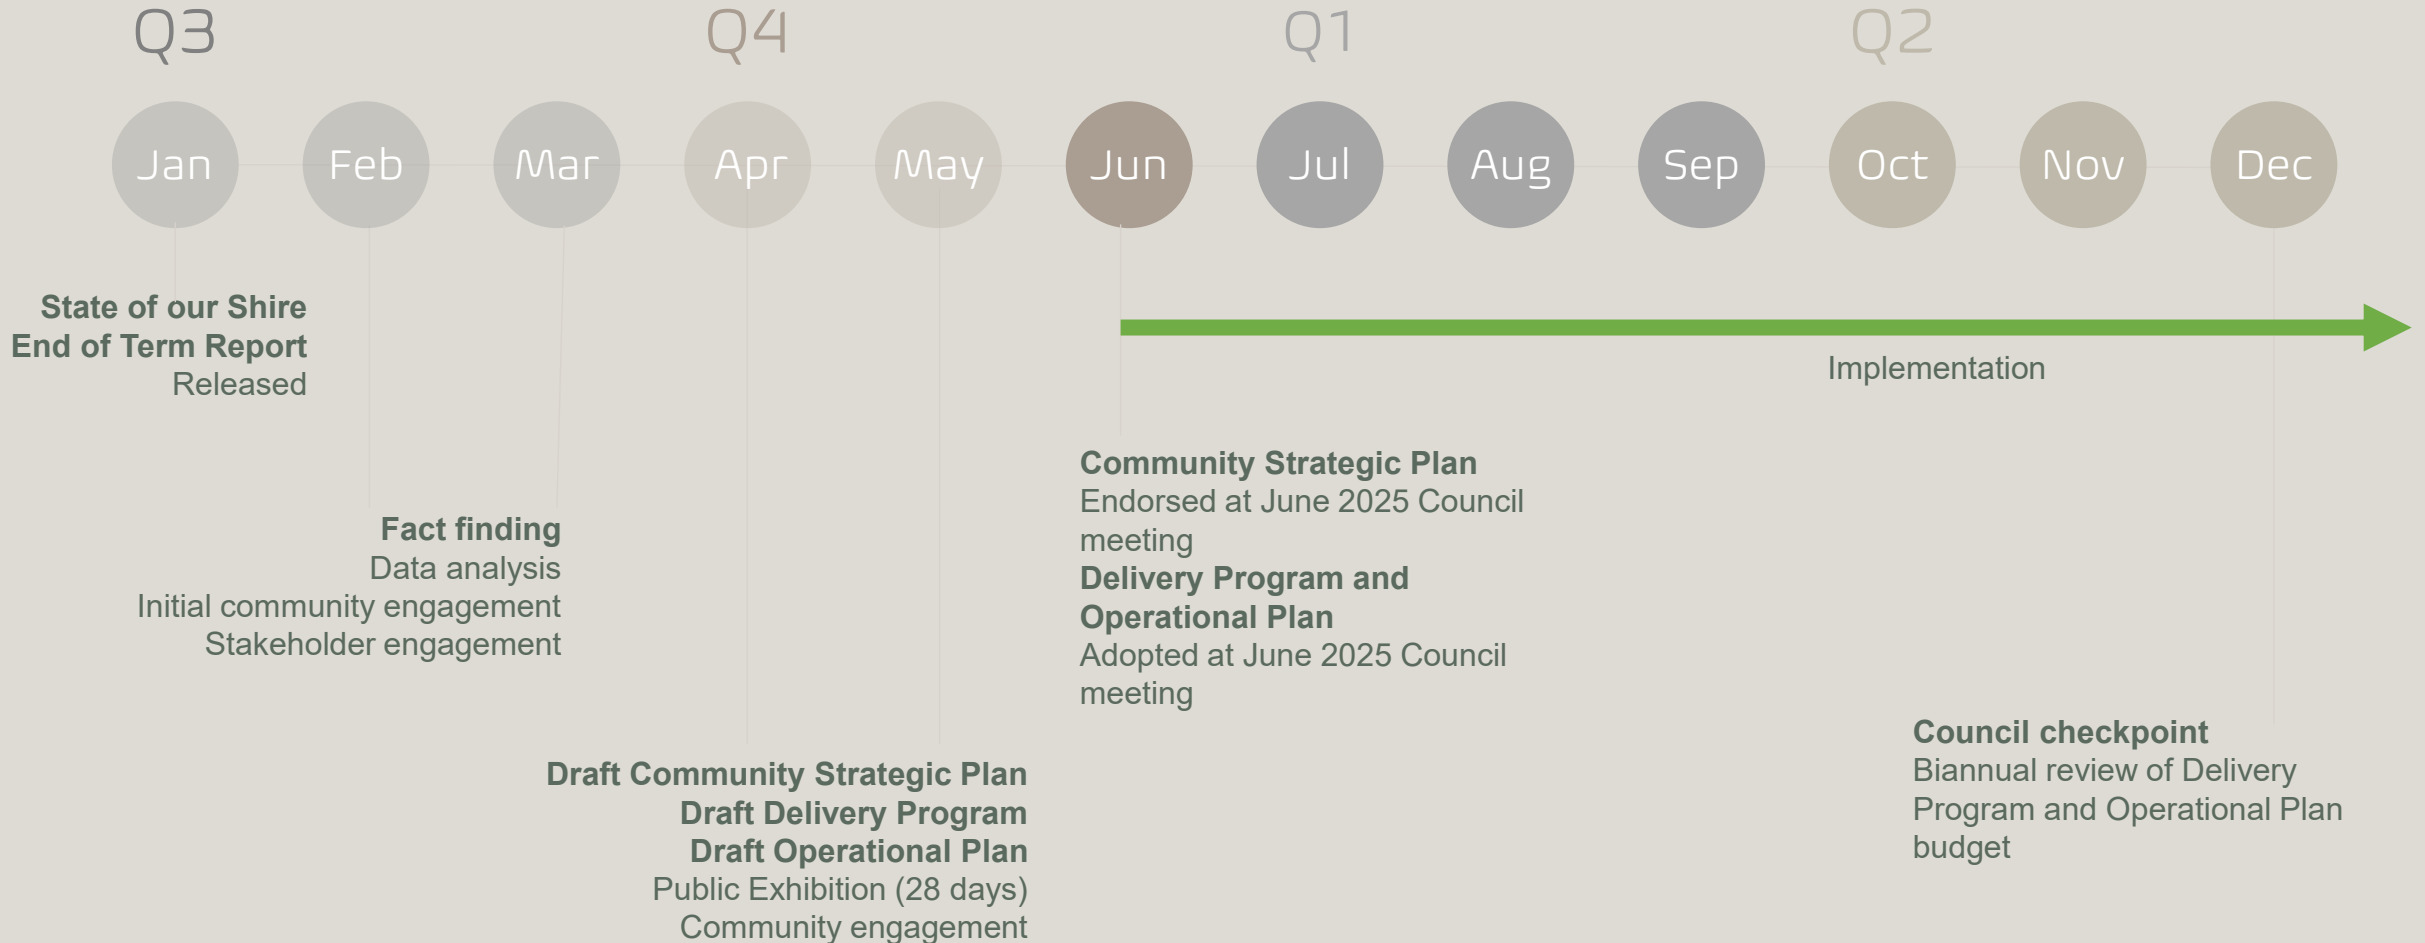 Q3
Q4
Q1
Q2
Jan
Feb
Mar
Apr
May
Jun
Jul
Aug
Sep
Oct
Nov
Dec
State of our Shire
End of Term Report
Released
Implementation
Fact finding
Data analysis
Initial community engagement
Stakeholder engagement
Community Strategic Plan
Endorsed at June 2025 Council
meeting
Delivery Program and
Operational Plan
Adopted at June 2025 Council
meeting
Draft Community Strategic Plan
Draft Delivery Program
Draft Operational Plan
Public Exhibition (28 days)
Community engagement
Council checkpoint
Biannual review of Delivery
Program and Operational Plan
budget